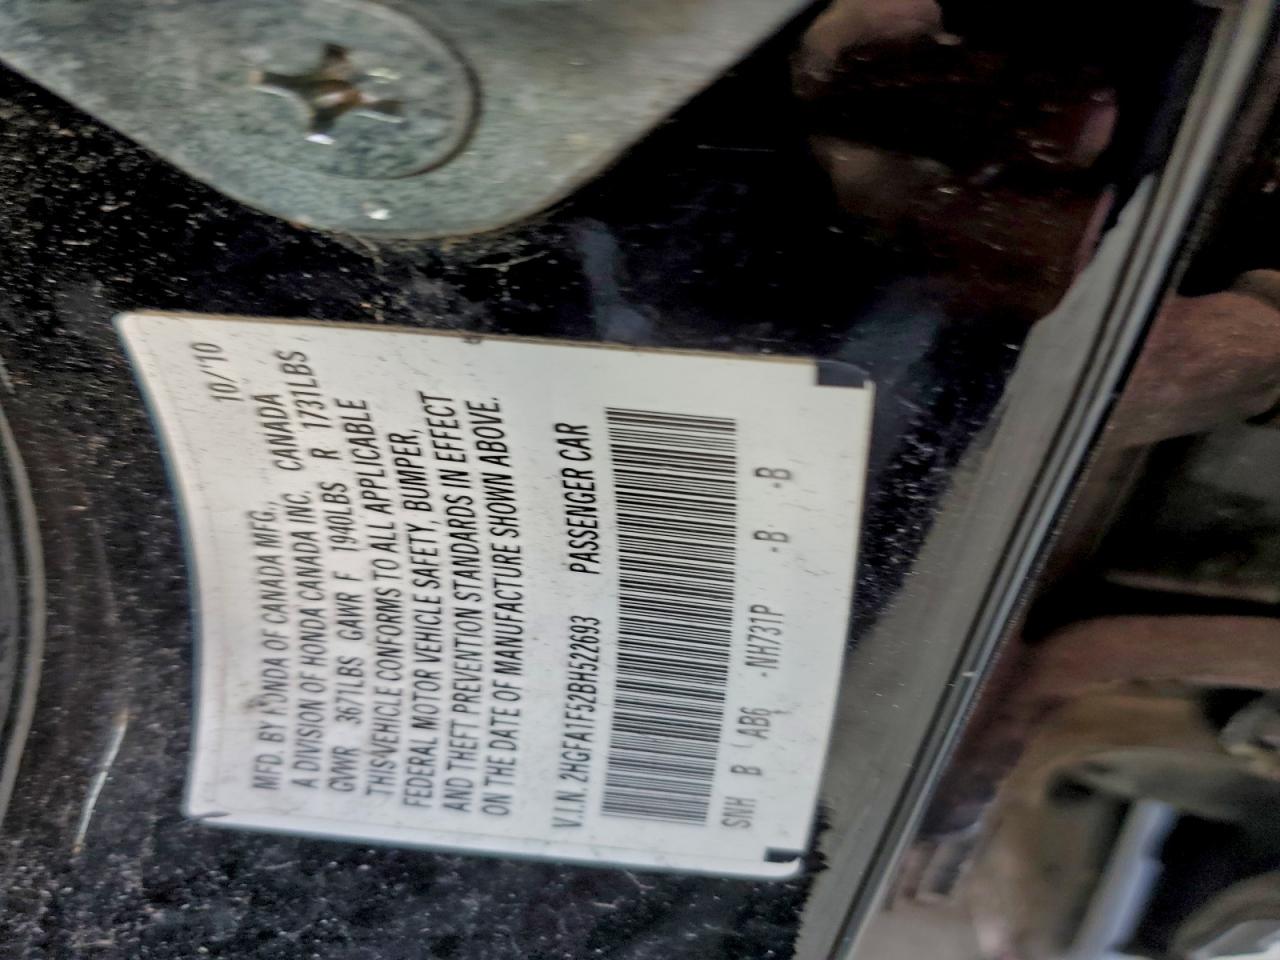 10/'10
MFD. BY HONDA OF CANADA MFG., CANADA
A DIVISION OF HONDA CANADA INC.
GVWR 3671LBS GAWR F 1940LBS R 1731LBS
THIS VEHICLE CONFORMS TO ALL APPLICABLE
FEDERAL MOTOR VEHICLE SAFETY, BUMPER,
AND THEFT PREVENTION STANDARDS IN EFFECT
ON THE DATE OF MANUFACTURE SHOWN ABOVE.
V.I.N. 2HGFA1F52BH522693 PASSENGER CAR
SNH B AB6 -NH731P -B -B